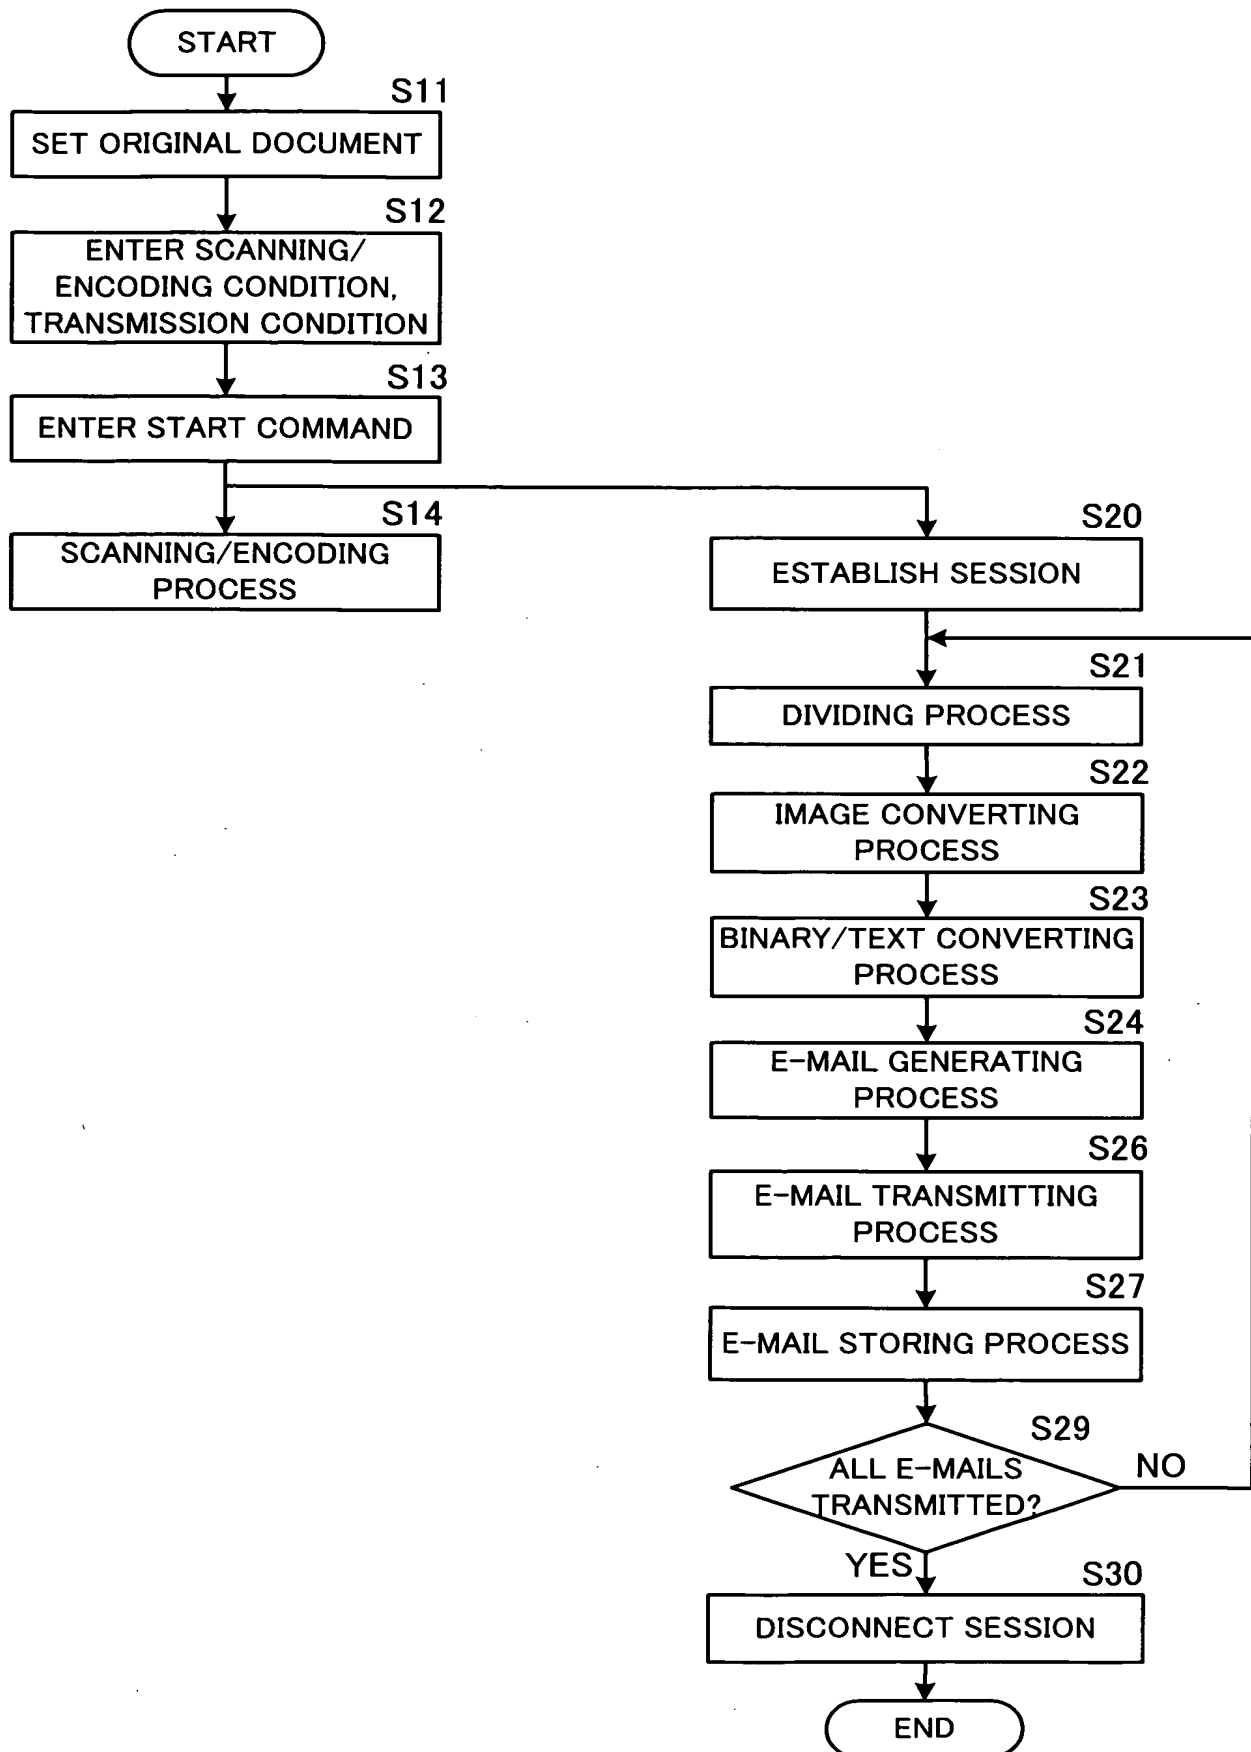 START
S11
SET ORIGINAL DOCUMENT
S12
ENTER SCANNING/
ENCODING CONDITION,
TRANSMISSION CONDITION
S13
ENTER START COMMAND
S14
SCANNING/ENCODING
PROCESS
S20
ESTABLISH SESSION
S21
DIVIDING PROCESS
S22
IMAGE CONVERTING
PROCESS
S23
BINARY/TEXT CONVERTING
PROCESS
S24
E-MAIL GENERATING
PROCESS
S26
E-MAIL TRANSMITTING
PROCESS
S27
E-MAIL STORING PROCESS
S29
ALL E-MAILS
TRANSMITTED?
NO
YES
S30
DISCONNECT SESSION
END